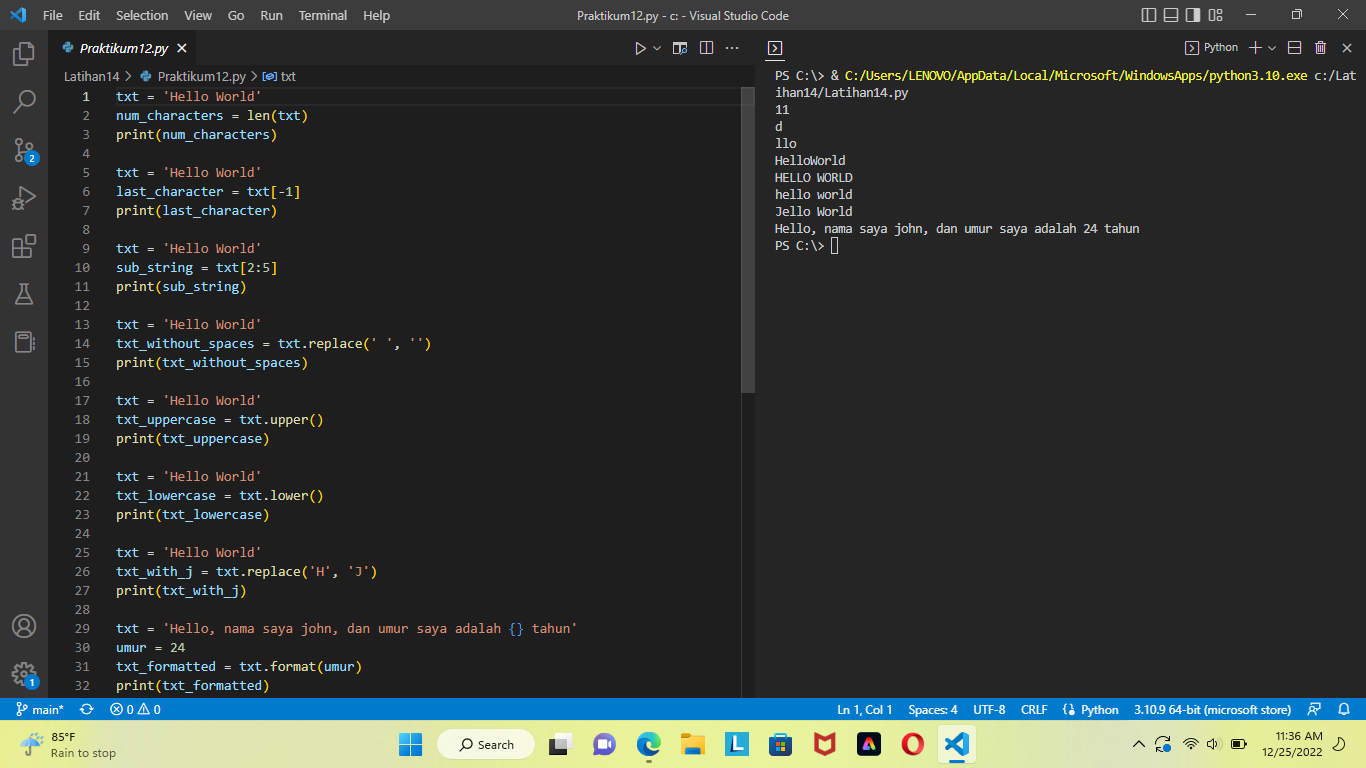 File Edit Selection View Go Run Terminal Help Praktikum12.py - c: - Visual Studio Code
Praktikum12.py
Latihan14 > Praktikum12.py > txt
1 txt = 'Hello World'
2 num_characters = len(txt)
3 print(num_characters)
4
5 txt = 'Hello World'
6 last_character = txt[-1]
7 print(last_character)
8
9 txt = 'Hello World'
10 sub_string = txt[2:5]
11 print(sub_string)
12
13 txt = 'Hello World'
14 txt_without_spaces = txt.replace(' ', '')
15 print(txt_without_spaces)
16
17 txt = 'Hello World'
18 txt_uppercase = txt.upper()
19 print(txt_uppercase)
20
21 txt = 'Hello World'
22 txt_lowercase = txt.lower()
23 print(txt_lowercase)
24
25 txt = 'Hello World'
26 txt_with_j = txt.replace('H', 'J')
27 print(txt_with_j)
28
29 txt = 'Hello, nama saya john, dan umur saya adalah {} tahun'
30 umur = 24
31 txt_formatted = txt.format(umur)
32 print(txt_formatted)
Python
PS C:\> & C:/Users/LENOVO/AppData/Local/Microsoft/WindowsApps/python3.10.exe c:/Lat
ihan14/Latihan14.py
11
d
llo
HelloWorld
HELLO WORLD
hello world
Jello World
Hello, nama saya john, dan umur saya adalah 24 tahun
PS C:\>
2
1
main* 0 0 Ln 1, Col 1 Spaces: 4 UTF-8 CRLF Python 3.10.9 64-bit (microsoft store)
85°F
Rain to stop
Search
L
11:36 AM
12/25/2022